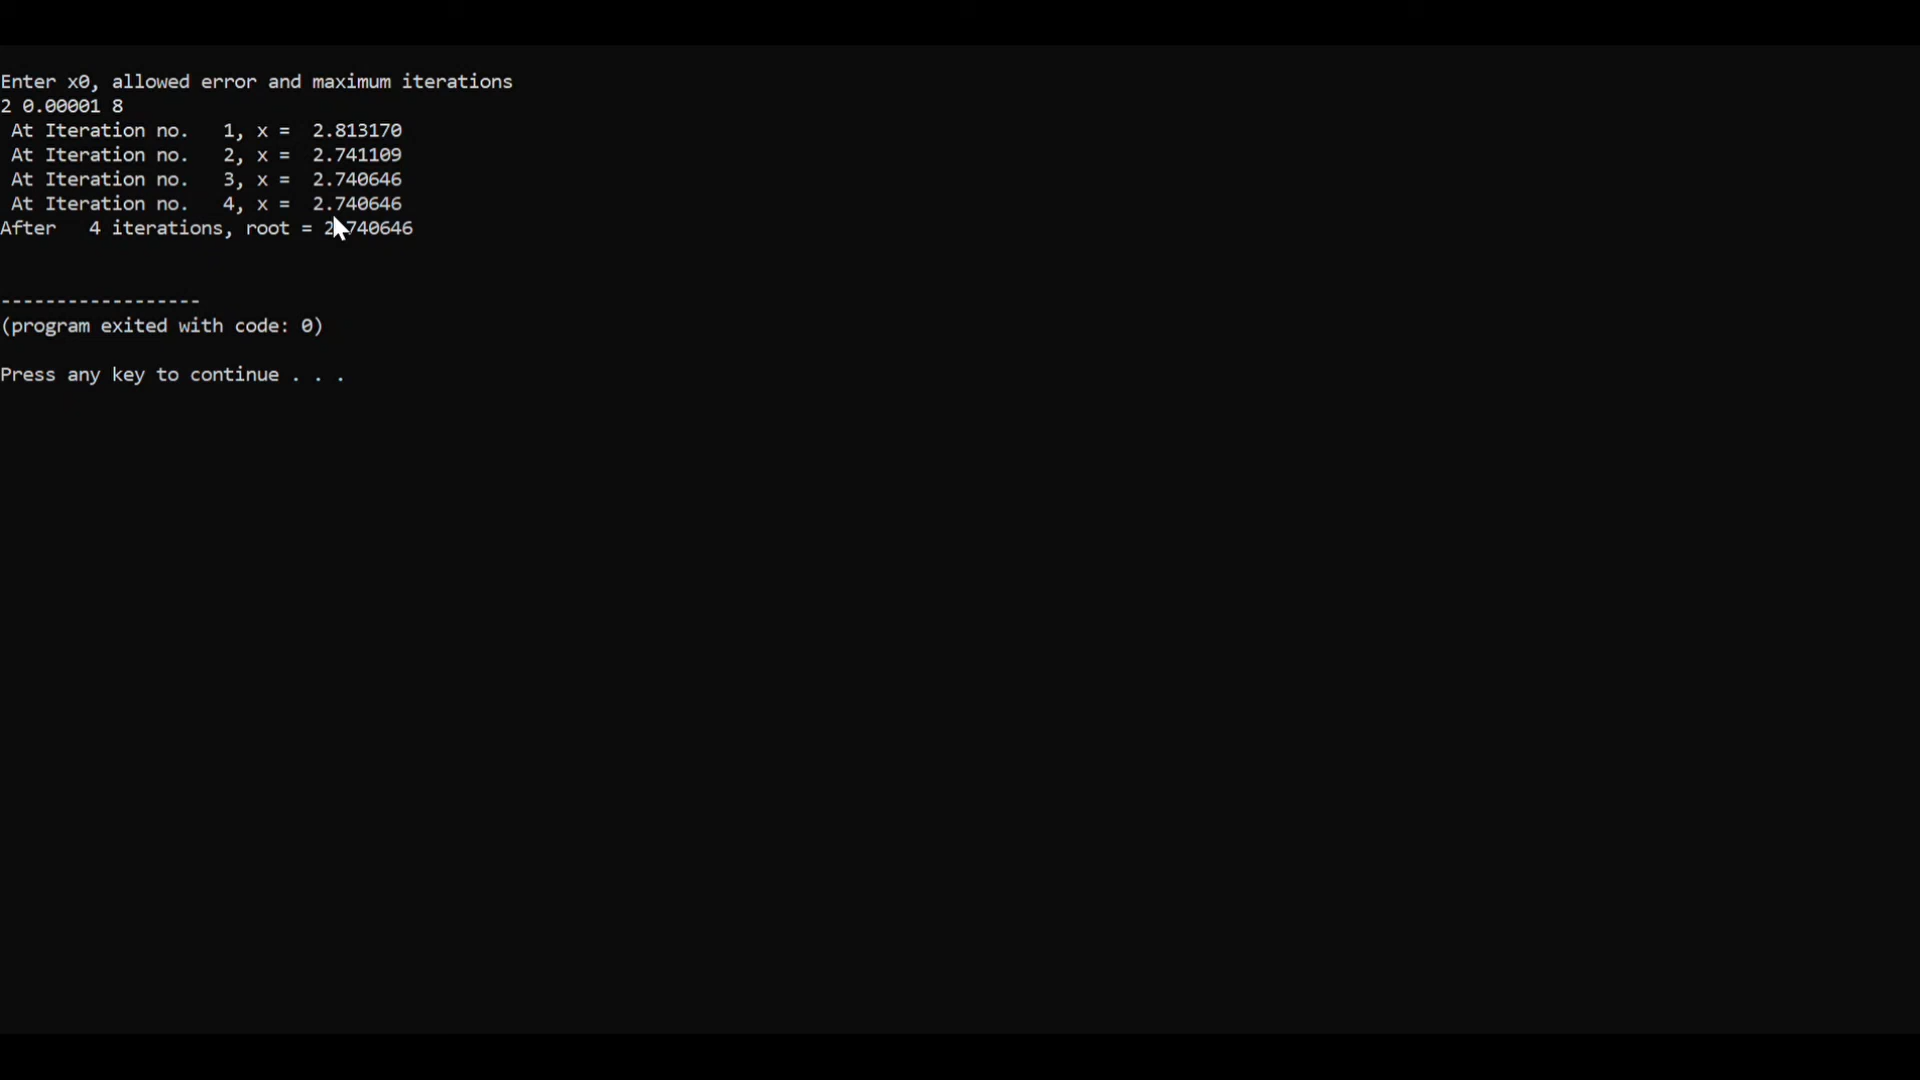 Enter x0, allowed error and maximum iterations
2 0.00001 8
At Iteration no.   1, x =  2.813170
At Iteration no.   2, x =  2.741109
At Iteration no.   3, x =  2.740646
At Iteration no.   4, x =  2.740646
After   4 iterations, root = 2.740646
------------------
(program exited with code: 0)
Press any key to continue . . .